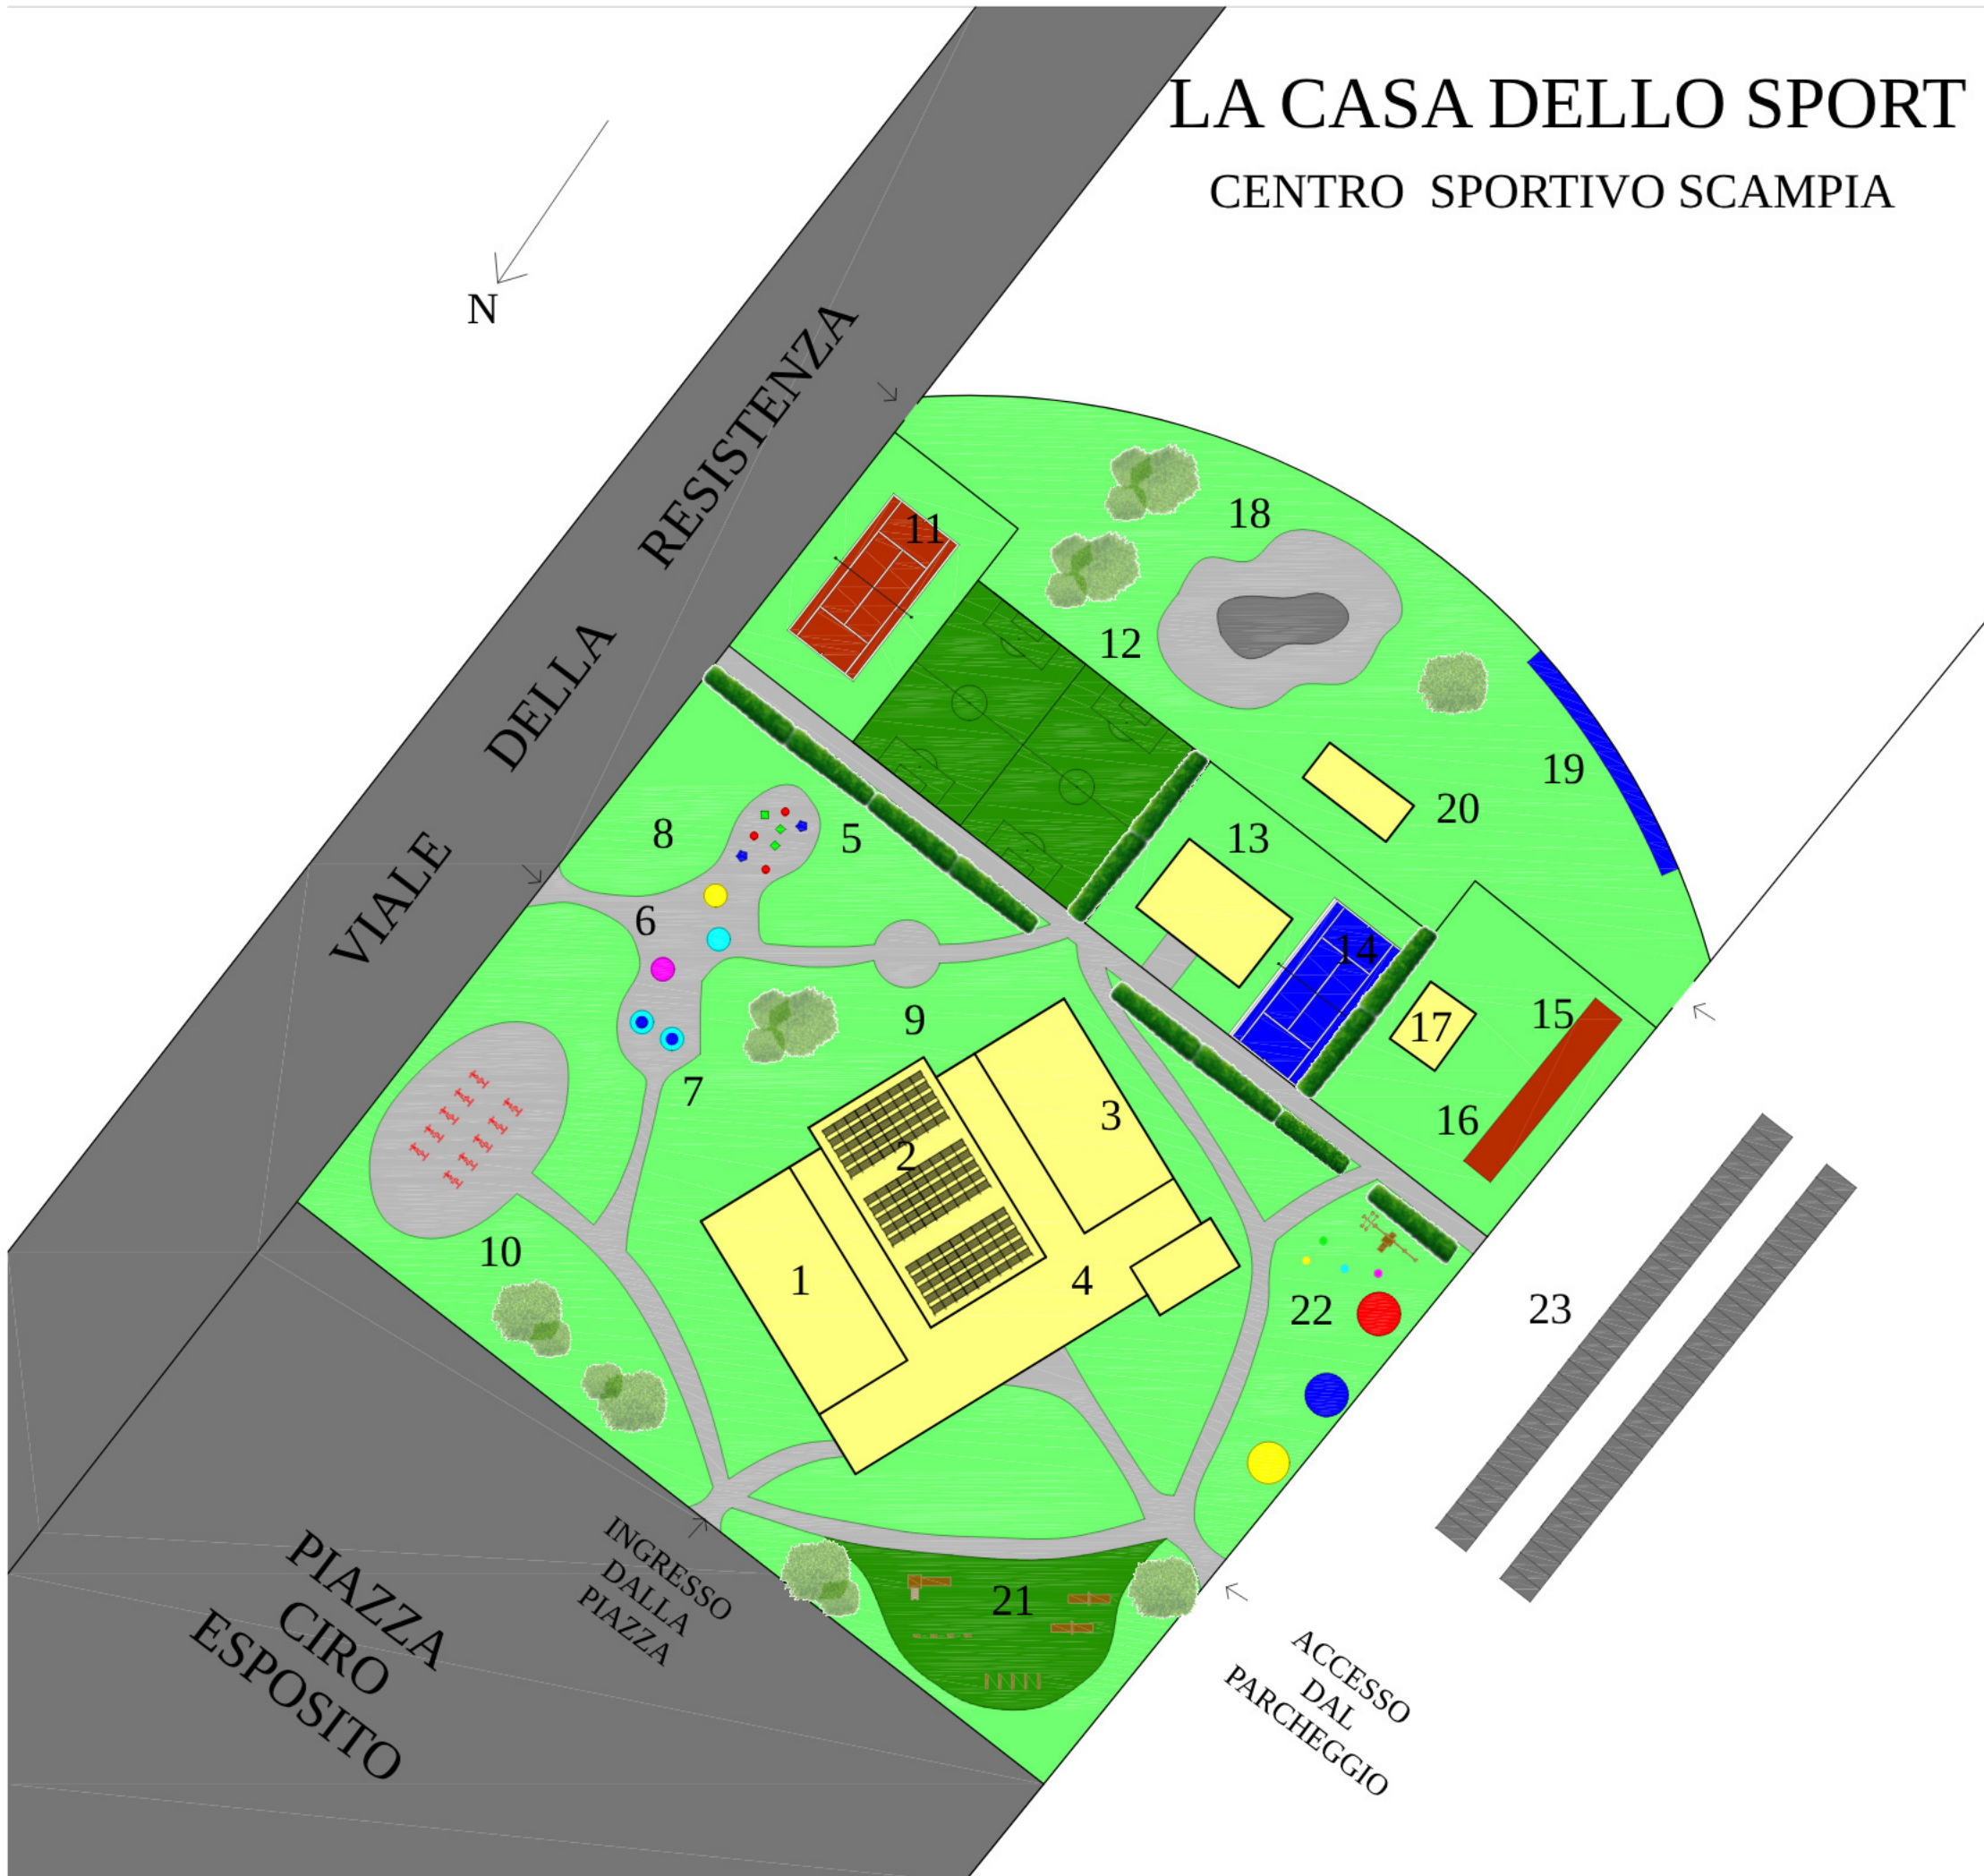 LA CASA DELLO SPORT
CENTRO SPORTIVO SCAMPIA
N
VIALE DELLA RESISTENZA
11
18
12
19
20
13
8
5
14
6
15
17
9
7
16
3
2
10
1
4
22
23
21
INGRESSO
DALLA
PIAZZA
PIAZZA
CIRO
ESPOSITO
ACCESSO
DAL
PARCHEGGIO